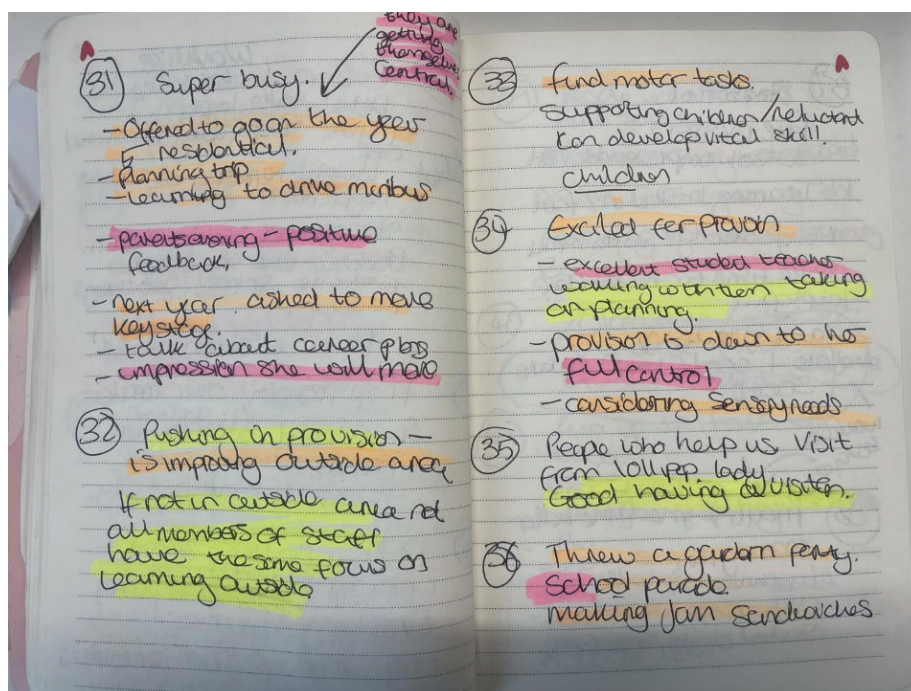 they are
getting
themselves
Central.
31 Super busy.
- Offered to go on the year
residential.
- planning trip
- learning to drive minibus
- parents evening - positive
feedback,
- next year asked to move
keystage.
- talk about career plans
- impression she will move
32 Pushing on provision -
is improving outside area
If not in outside area not
all members of staff
have the same focus on
learning outside
33 fund motor tasks.
Supporting children/reluctant
can develop vital skill.
children
34 Excited for provision
- excellent student teacher
working with them taking
on planning.
- provision is down to her
full control
- considering sensory needs
35 People who help us visit
from lollipop lady
Good having a visitor.
36 Threw a garden party.
School parade.
making jam sandwiches